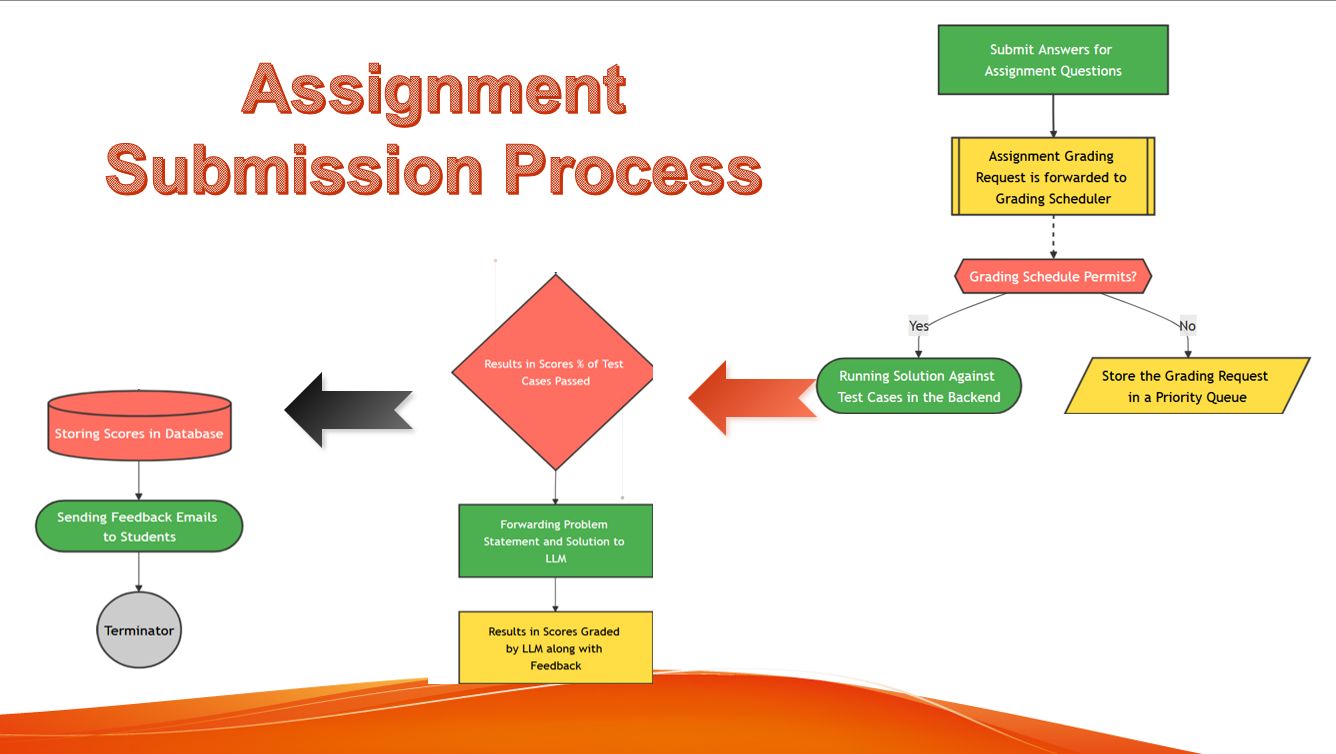 Assignment
Submission Process
Submit Answers for
Assignment Questions
Assignment Grading
Request is forwarded to
Grading Scheduler
Grading Schedule Permits?
Yes
No
Running Solution Against
Test Cases in the Backend
Store the Grading Request
in a Priority Queue
Results in Scores % of Test
Cases Passed
Forwarding Problem
Statement and Solution to
LLM
Results in Scores Graded
by LLM along with
Feedback
Storing Scores in Database
Sending Feedback Emails
to Students
Terminator